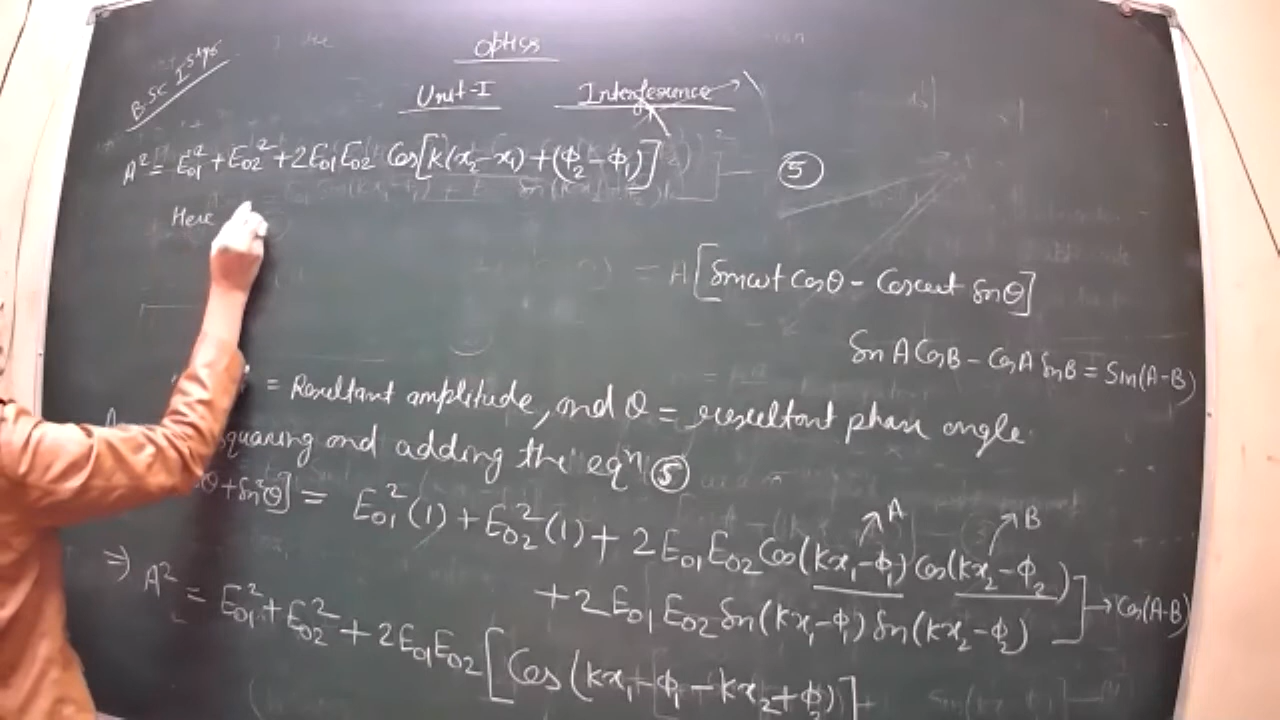 Optics
B.Sc I Sem
Unit-I Interference
A² = E₀₁² + E₀₂² + 2E₀₁E₀₂ Cos[k(x₂-x₁) + (ϕ₂-ϕ₁)] — ⑤
Here
= A[Sinωt Cosθ - Cosωt Sinθ]
Sin A Cos B - Cos A Sin B = Sin(A-B)
= Resultant amplitude, and θ = resultant phase angle
squaring and adding the eqⁿ ⑤
θ + Sin²θ] = E₀₁²(1) + E₀₂²(1) + 2E₀₁E₀₂ Cos(kx₁-ϕ₁) Cos(kx₂-ϕ₂)
A B
+ 2E₀₁E₀₂ Sin(kx₁-ϕ₁) Sin(kx₂-ϕ₂)] → Cos(A-B)
⇒ A² = E₀₁² + E₀₂² + 2E₀₁E₀₂[Cos(kx₁-ϕ₁-kx₂+ϕ₂)]